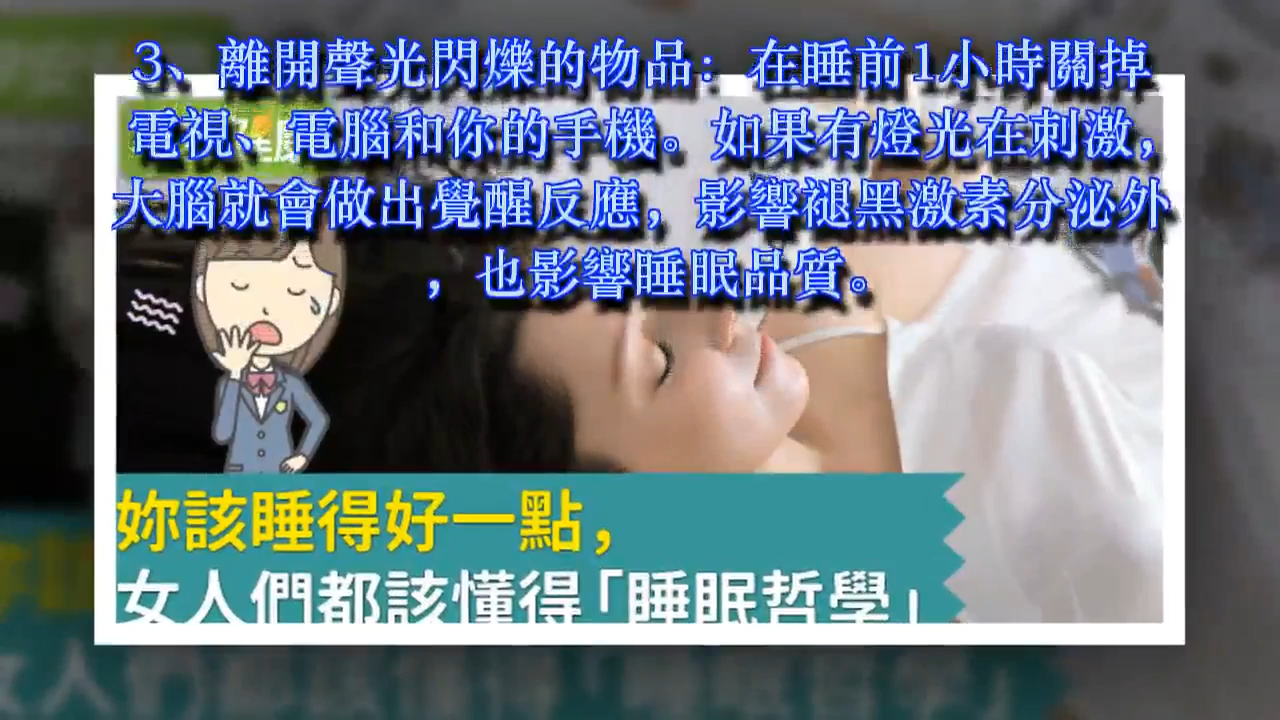 3、離開聲光閃爍的物品：在睡前1小時關掉
電視、電腦和你的手機。如果有燈光在刺激，
大腦就會做出覺醒反應，影響褪黑激素分泌外
，也影響睡眠品質。
妳該睡得好一點，
女人們都該懂得「睡眠哲學」